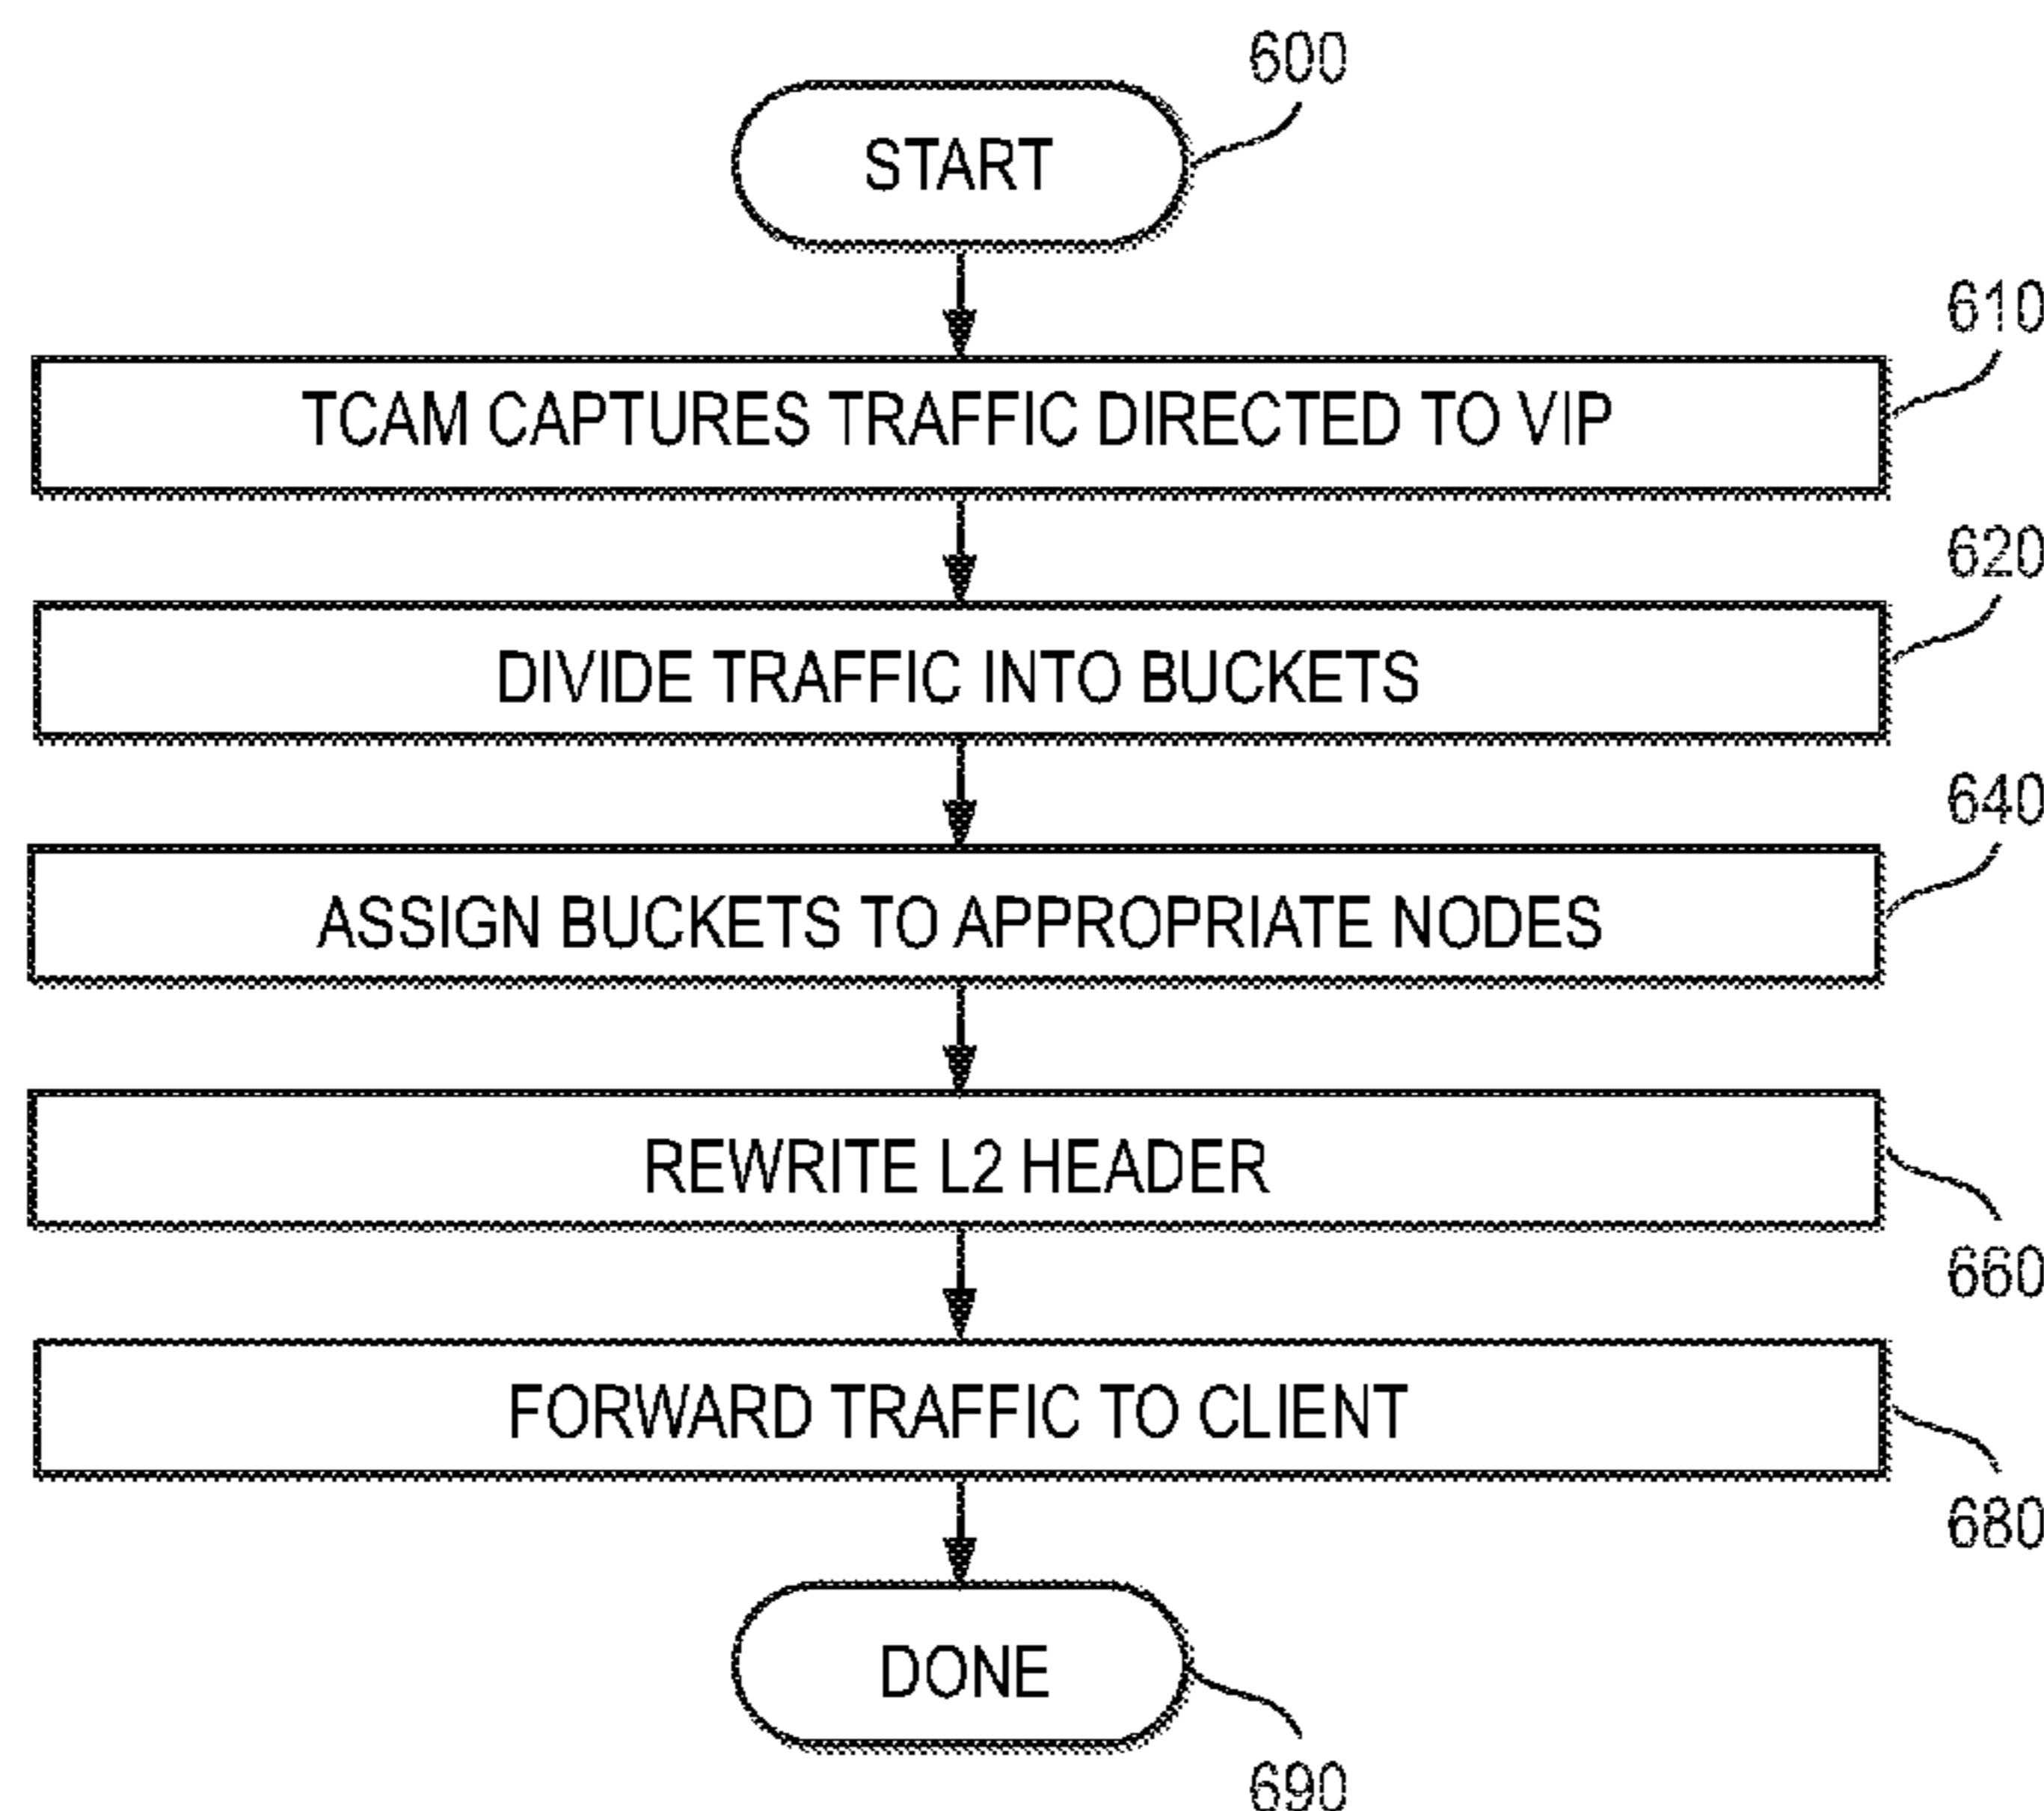 600
START
610
TCAM CAPTURES TRAFFIC DIRECTED TO VIP
620
DIVIDE TRAFFIC INTO BUCKETS
640
ASSIGN BUCKETS TO APPROPRIATE NODES
REWRITE L2 HEADER
660
FORWARD TRAFFIC TO CLIENT
680
DONE
690